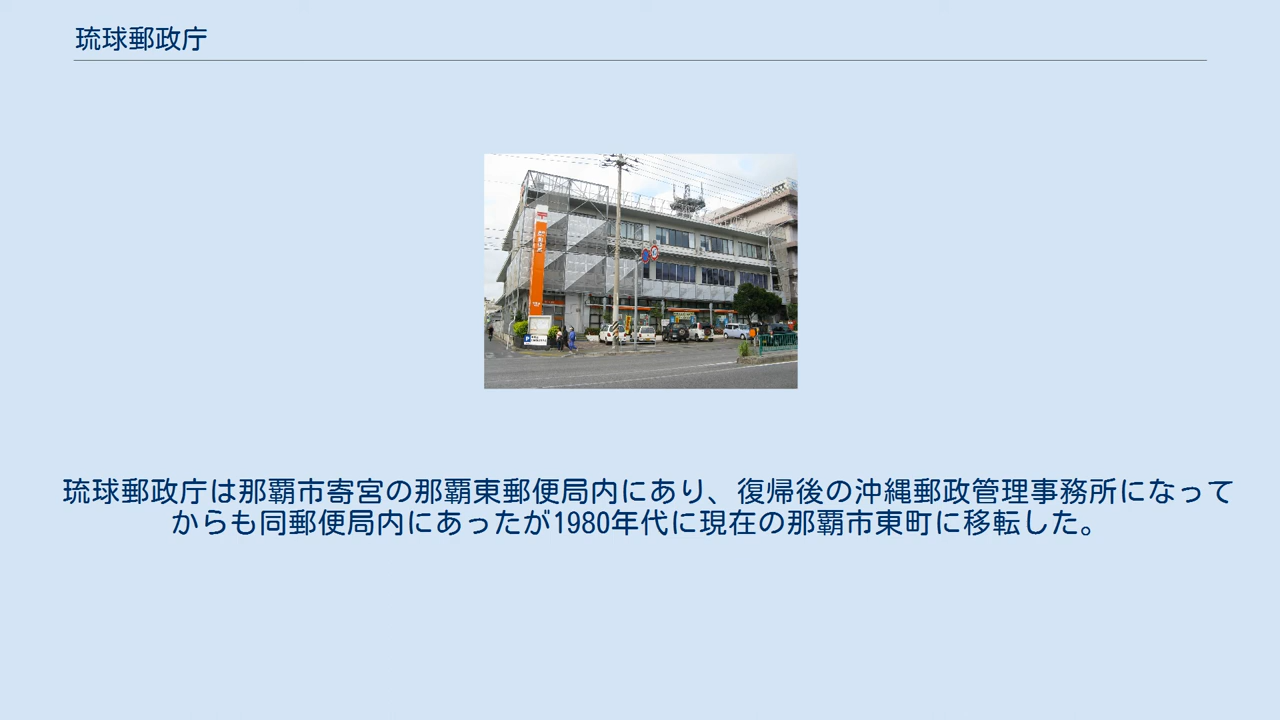 琉球郵政庁
琉球郵政庁は那覇市寄宮の那覇東郵便局内にあり、復帰後の沖縄郵政管理事務所になって
からも同郵便局内にあったが1980年代に現在の那覇市東町に移転した。